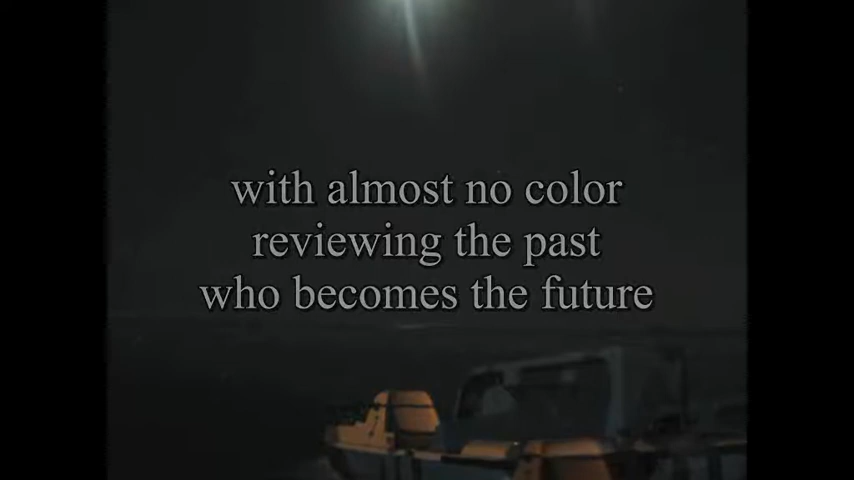 with almost no color
reviewing the past
who becomes the future